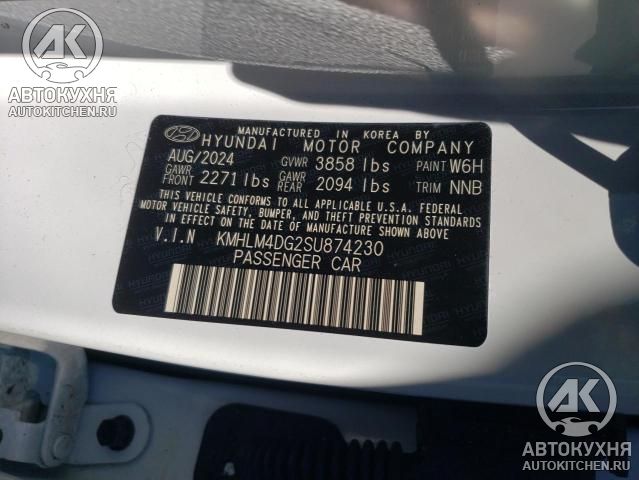 AK
АВТОКУХНЯ
AUTOKITCHEN.RU
MANUFACTURED IN KOREA BY
HYUNDAI MOTOR COMPANY
AUG/2024 GVWR 3858 lbs PAINT W6H
GAWR FRONT 2271 lbs GAWR REAR 2094 lbs TRIM NNB
THIS VEHICLE CONFORMS TO ALL APPLICABLE U.S.A. FEDERAL
MOTOR VEHICLE SAFETY, BUMPER, AND THEFT PREVENTION STANDARDS
IN EFFECT ON THE DATE OF MANUFACTURE SHOWN ABOVE.
V.I.N KMHLM4DG2SU874230
PASSENGER CAR
AK
АВТОКУХНЯ
AUTOKITCHEN.RU